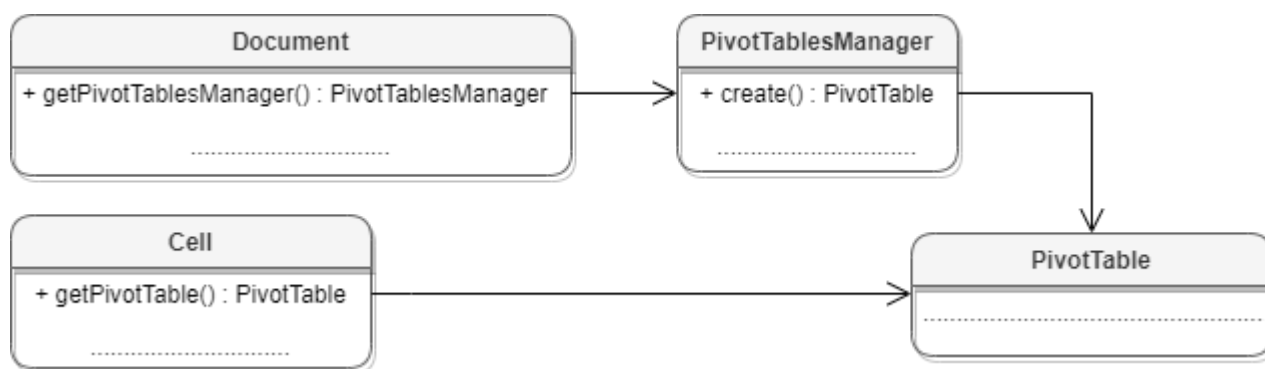 Document
+ getPivotTablesManager() : PivotTablesManager
PivotTablesManager
+ create() : PivotTable
Cell
+ getPivotTable() : PivotTable
PivotTable